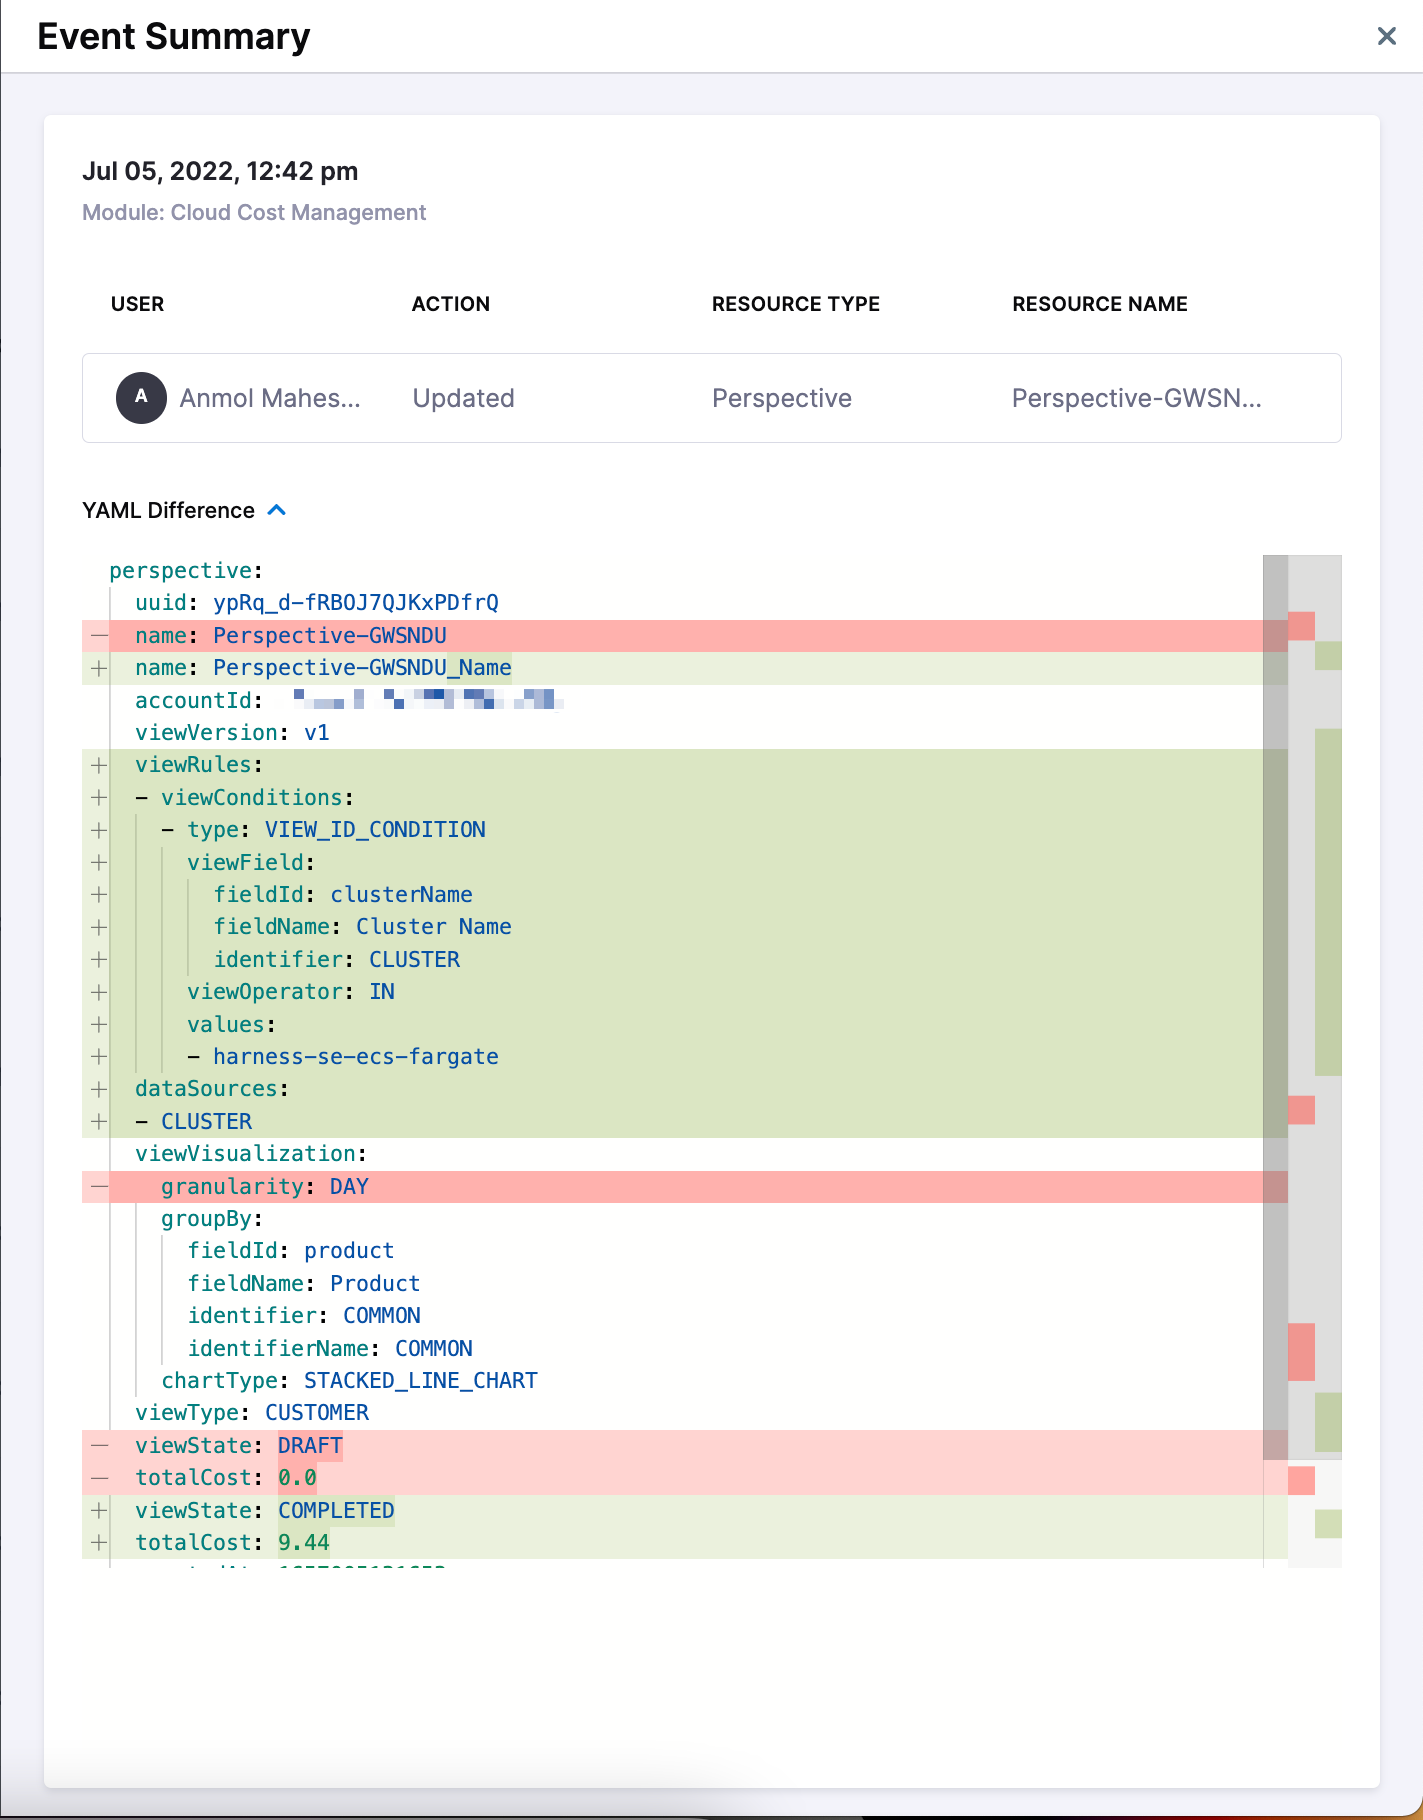 Event Summary
Jul 05, 2022, 12:42 pm
Module: Cloud Cost Management
USER ACTION RESOURCE TYPE RESOURCE NAME
A Anmol Mahes... Updated Perspective Perspective-GWSN...
YAML Difference
perspective:
uuid: ypRq_d-fRBOJ7QJKxPDfrQ
— name: Perspective-GWSNDU
+ name: Perspective-GWSNDU_Name
accountId:
viewVersion: v1
+ viewRules:
+ - viewConditions:
+ - type: VIEW_ID_CONDITION
+ viewField:
+ fieldId: clusterName
+ fieldName: Cluster Name
+ identifier: CLUSTER
+ viewOperator: IN
+ values:
+ - harness-se-ecs-fargate
+ dataSources:
+ - CLUSTER
viewVisualization:
— granularity: DAY
groupBy:
fieldId: product
fieldName: Product
identifier: COMMON
identifierName: COMMON
chartType: STACKED_LINE_CHART
viewType: CUSTOMER
— viewState: DRAFT
— totalCost: 0.0
+ viewState: COMPLETED
+ totalCost: 9.44